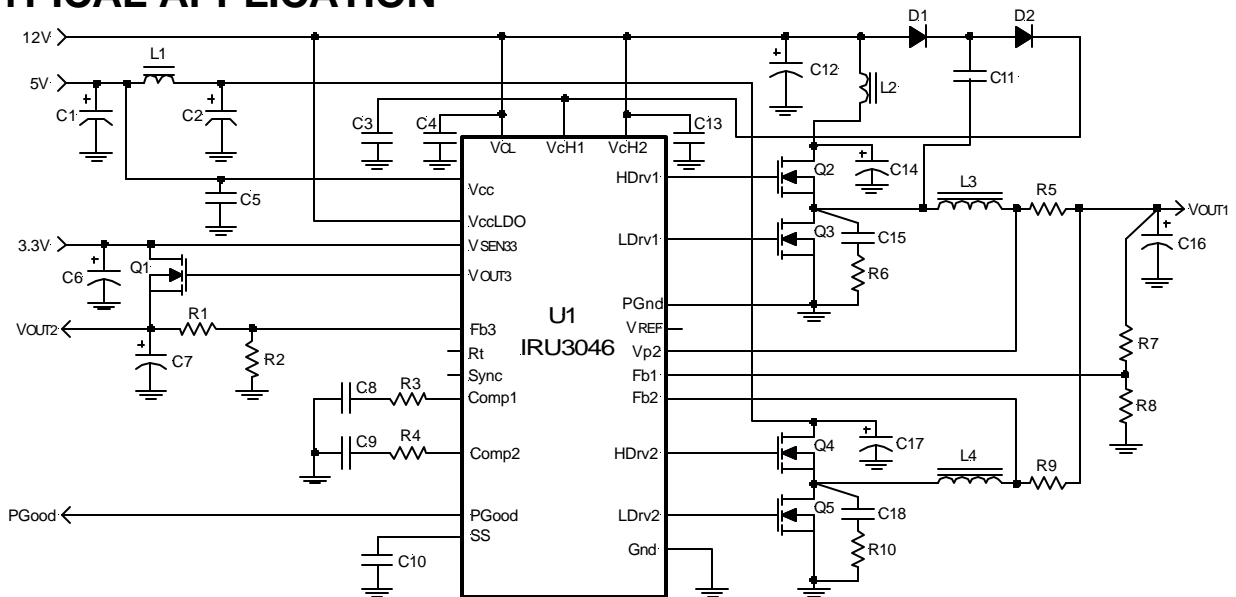 TYPICAL APPLICATION
12V
D1
D2
L1
5V
C12
L2
C11
C1
C2
C3
C4
C13
VCL
VcH1
VcH2
Q2
C14
HDrv1
Vcc
C5
L3
R5
VccLDO
VOUT1
3.3V
VSEN33
LDrv1
Q3
C15
C16
C6
Q1
VOUT3
R6
PGnd
U1
VREF
VOUT2
R1
Fb3
IRU3046
Vp2
R7
C7
R2
Rt
Sync
Fb1
C8
R3
Comp1
Fb2
R8
C9
R4
Comp2
HDrv2
Q4
C17
L4
R9
PGood
PGood
LDrv2
Q5
C18
SS
C10
Gnd
R10